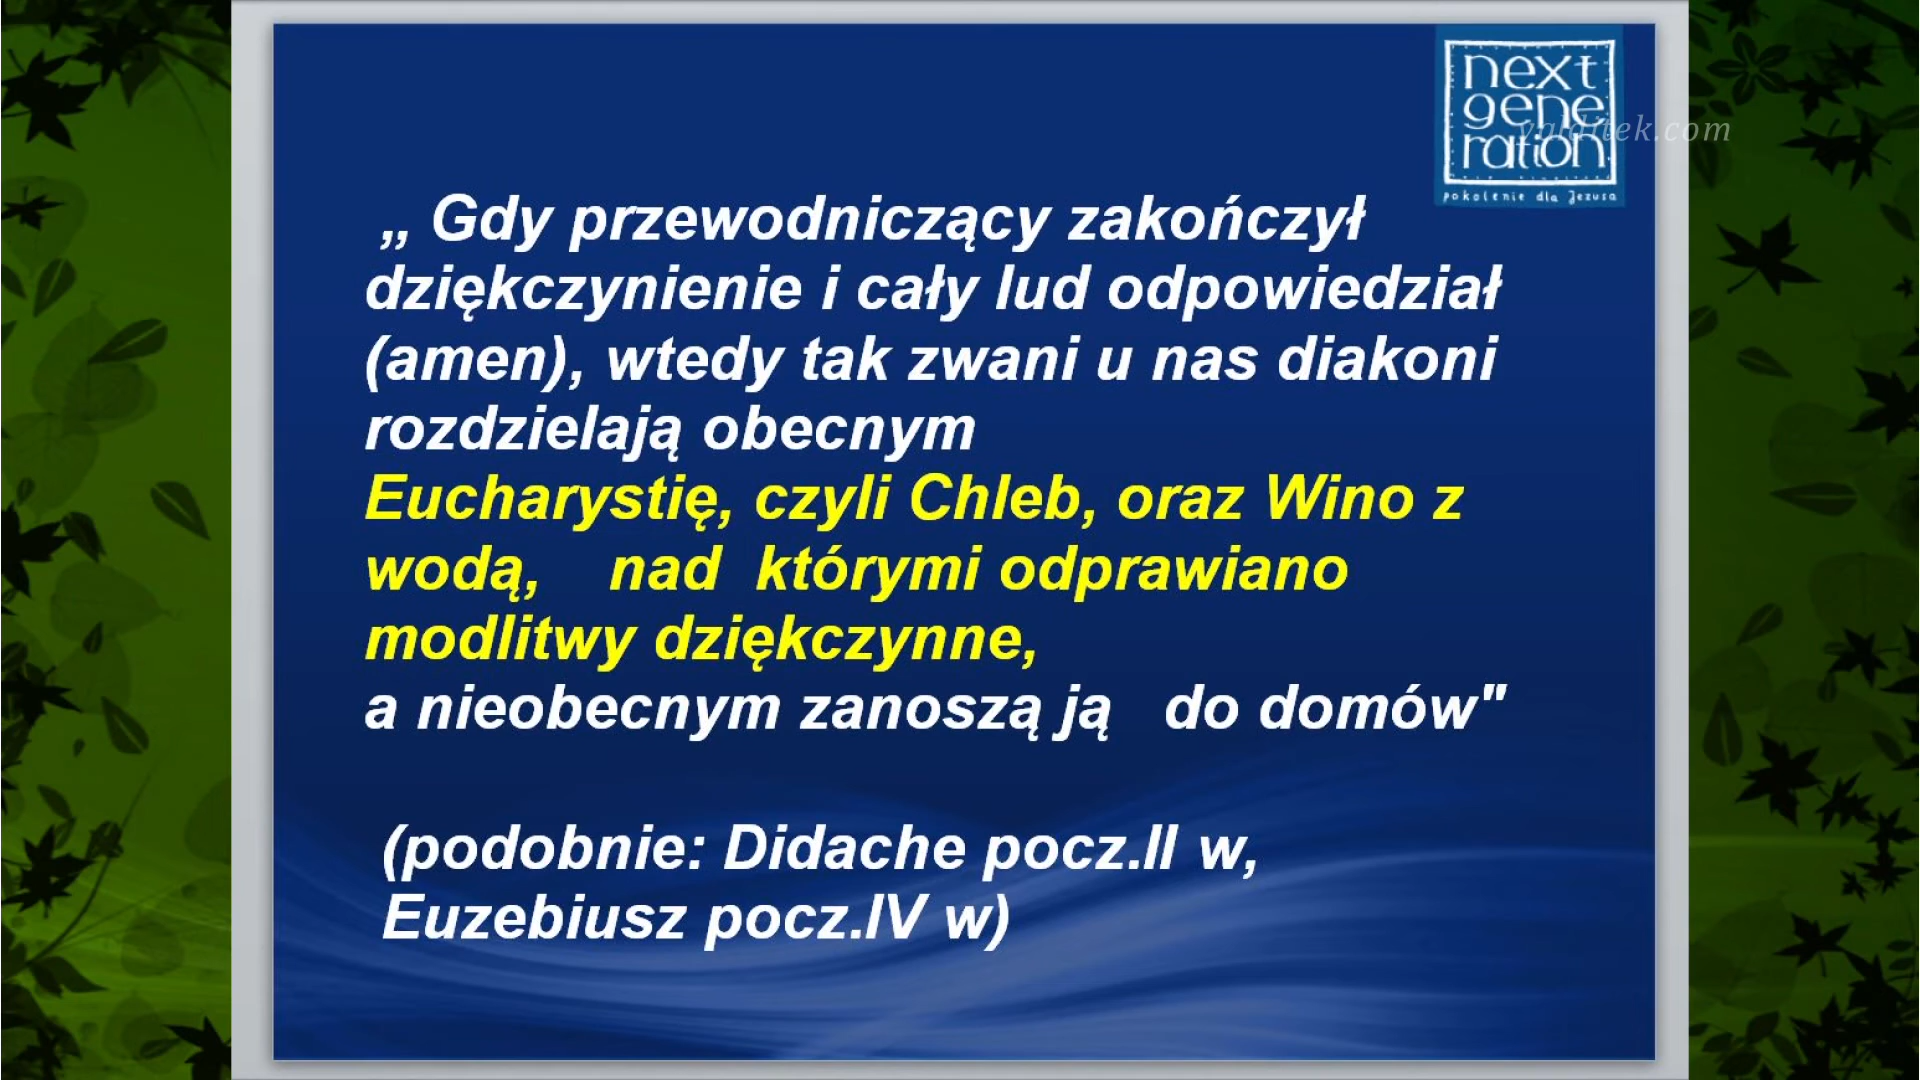 next
gene
ration
pokolenie dla Jezusa
valditek.com
„ Gdy przewodniczący zakończył
dziękczynienie i cały lud odpowiedział
(amen), wtedy tak zwani u nas diakoni
rozdzielają obecnym
Eucharystię, czyli Chleb, oraz Wino z
wodą, nad którymi odprawiano
modlitwy dziękczynne,
a nieobecnym zanoszą ją do domów"
(podobnie: Didache pocz.II w,
Euzebiusz pocz.IV w)